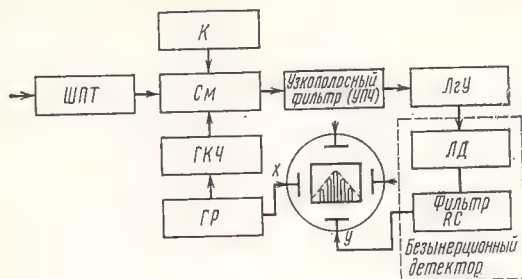 К
ШПТ
См
Узкополосный
фильтр (УПЧ)
ЛгУ
ГКЧ
ЛД
X
ГР
У
Фильтр
RC
Безынерционный
детектор